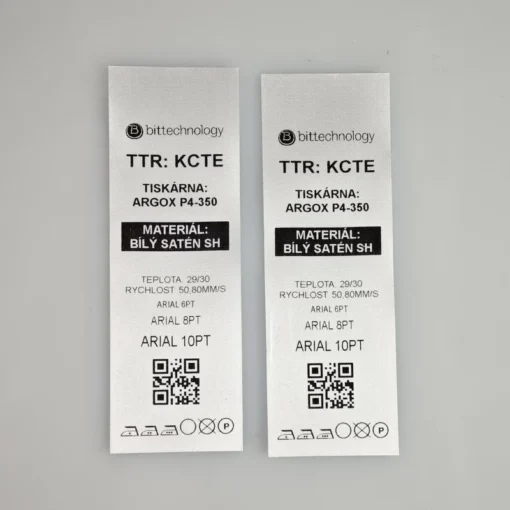 bittechnology
TTR: KCTE
TISKÁRNA:
ARGOX P4-350
MATERIÁL:
BÍLÝ SATÉN SH
TEPLOTA 29/30
RYCHLOST 50,80MM/S
ARIAL 6PT
ARIAL 8PT
ARIAL 10PT
P
bittechnology
TTR: KCTE
TISKÁRNA:
ARGOX P4-350
MATERIÁL:
BÍLÝ SATÉN SH
TEPLOTA 29/30
RYCHLOST 50,80MM/S
ARIAL 6PT
ARIAL 8PT
ARIAL 10PT
P